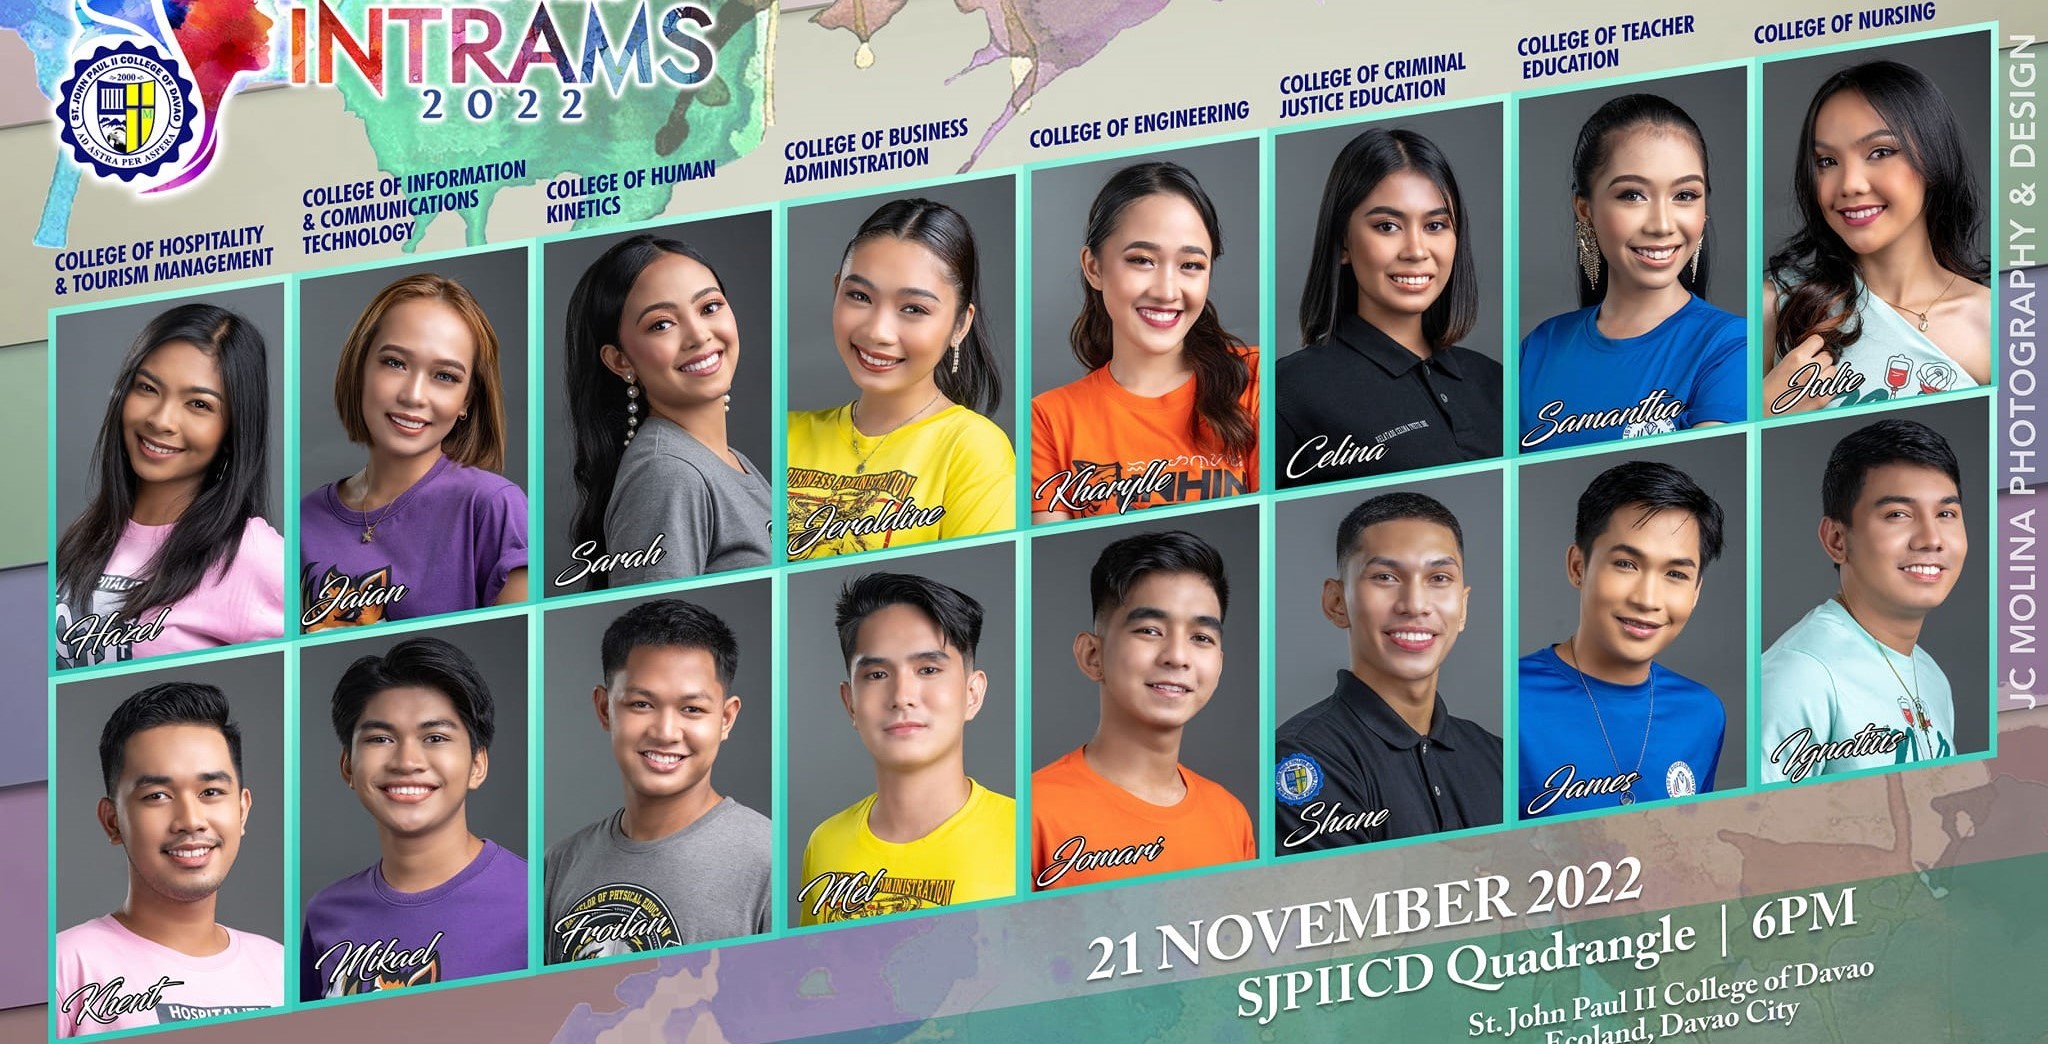 INTRAMS
2022
ST. JOHN PAUL II COLLEGE OF DAVAO
2000
M
AD ASTRA PER ASPERA
COLLEGE OF HOSPITALITY
& TOURISM MANAGEMENT
COLLEGE OF INFORMATION
& COMMUNICATIONS
TECHNOLOGY
COLLEGE OF HUMAN
KINETICS
COLLEGE OF BUSINESS
ADMINISTRATION
COLLEGE OF ENGINEERING
COLLEGE OF CRIMINAL
JUSTICE EDUCATION
COLLEGE OF TEACHER
EDUCATION
COLLEGE OF NURSING
Hazel
Jaian
Sarah
BUSINESS ADMINISTRATION
Jeraldine
Kharylle
Celina
Samantha
Julie
Khent
Mikael
OF PHYSICAL
Froilan
Mel
Jomari
Shane
James
Ignatius
21 NOVEMBER 2022
SJPIICD Quadrangle | 6PM
St. John Paul II College of Davao
Ecoland, Davao City
JC MOLINA PHOTOGRAPHY & DESIGN